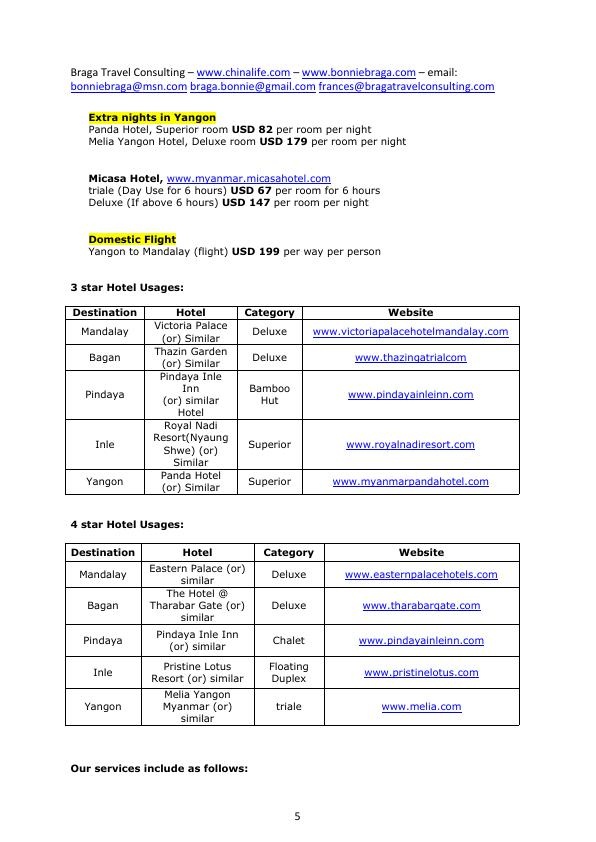 Braga Travel Consulting – www.chinalife.com – www.bonniebraga.com – email:
bonniebraga@msn.com braga.bonnie@gmail.com frances@bragatravelconsulting.com
Extra nights in Yangon
Panda Hotel, Superior room USD 82 per room per night
Melia Yangon Hotel, Deluxe room USD 179 per room per night
Micasa Hotel, www.myanmar.micasahotel.com
triale (Day Use for 6 hours) USD 67 per room for 6 hours
Deluxe (If above 6 hours) USD 147 per room per night
Domestic Flight
Yangon to Mandalay (flight) USD 199 per way per person
3 star Hotel Usages:
Destination Hotel Category Website
Mandalay Victoria Palace (or) Similar Deluxe www.victoriapalacehotelmandalay.com
Bagan Thazin Garden (or) Similar Deluxe www.thazingatrialcom
Pindaya Pindaya Inle Inn (or) similar Hotel Bamboo Hut www.pindayainleinn.com
Inle Royal Nadi Resort(Nyaung Shwe) (or) Similar Superior www.royalnadiresort.com
Yangon Panda Hotel (or) Similar Superior www.myanmarpandahotel.com
4 star Hotel Usages:
Destination Hotel Category Website
Mandalay Eastern Palace (or) similar Deluxe www.easternpalacehotels.com
Bagan The Hotel @ Tharabar Gate (or) similar Deluxe www.tharabargate.com
Pindaya Pindaya Inle Inn (or) similar Chalet www.pindayainleinn.com
Inle Pristine Lotus Resort (or) similar Floating Duplex www.pristinelotus.com
Yangon Melia Yangon Myanmar (or) similar triale www.melia.com
Our services include as follows:
5